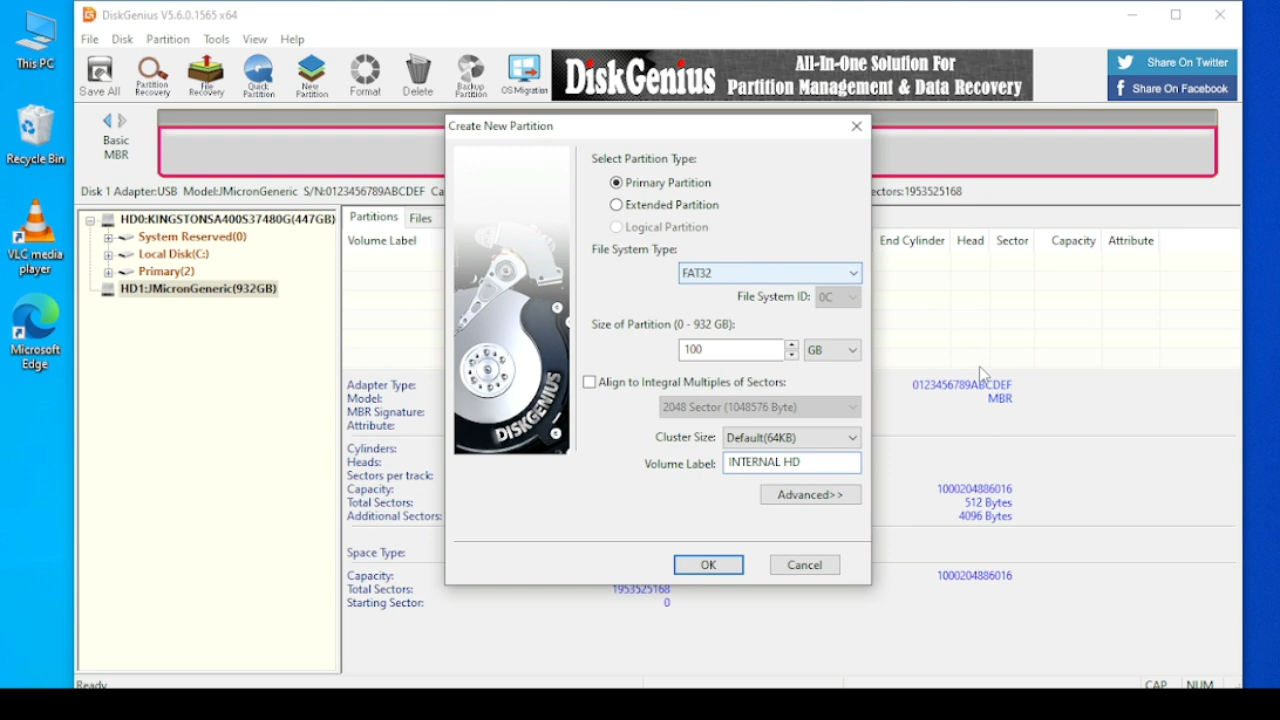 DiskGenius V5.6.0.1565 x64
File Disk Partition Tools View Help
Save All
Partition Recovery
File Recovery
Quick Partition
New Partition
Format
Delete
Backup Partition
OS Migration
DiskGenius
All-In-One Solution For
Partition Management & Data Recovery
Share On Twitter
Share On Facebook
This PC
Recycle Bin
VLC media
player
Microsoft
Edge
Basic
MBR
Disk 1 Adapter:USB Model:JMicronGeneric S/N:0123456789ABCDEF Ca
ectors:1953525168
HD0:KINGSTONSA400S37480G(447GB)
System Reserved(0)
Local Disk(C:)
Primary(2)
HD1:JMicronGeneric(932GB)
Partitions Files
Volume Label
End Cylinder Head Sector Capacity Attribute
Create New Partition
Select Partition Type:
Primary Partition
Extended Partition
Logical Partition
File System Type:
FAT32
File System ID: 0C
Size of Partition (0 - 932 GB):
100 GB
Align to Integral Multiples of Sectors:
2048 Sector (1048576 Byte)
Cluster Size: Default(64KB)
Volume Label: INTERNAL HD
Advanced>>
OK Cancel
DISKGENIUS
Adapter Type:
0123456789ABCDEF
Model:
MBR
MBR Signature:
Attribute:
Cylinders:
Heads:
Sectors per track:
Capacity: 1000204886016
Total Sectors: 512 Bytes
Additional Sectors: 4096 Bytes
Space Type:
Capacity: 1000204886016
Total Sectors: 1953525168
Starting Sector: 0
Ready
CAP NUM